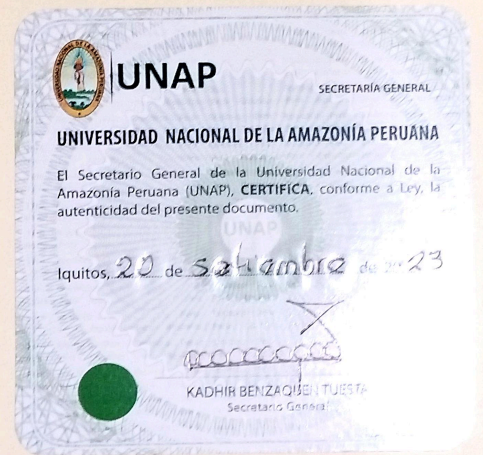 UNAP
SECRETARÍA GENERAL
UNIVERSIDAD NACIONAL DE LA AMAZONÍA PERUANA
El Secretario General de la Universidad Nacional de la
Amazonía Peruana (UNAP), CERTIFICA, conforme a Ley, la
autenticidad del presente documento.
UNAP
Iquitos, 20 de setiembre de 2023
KADHIR BENZAQUEN TUESTA
Secretario General